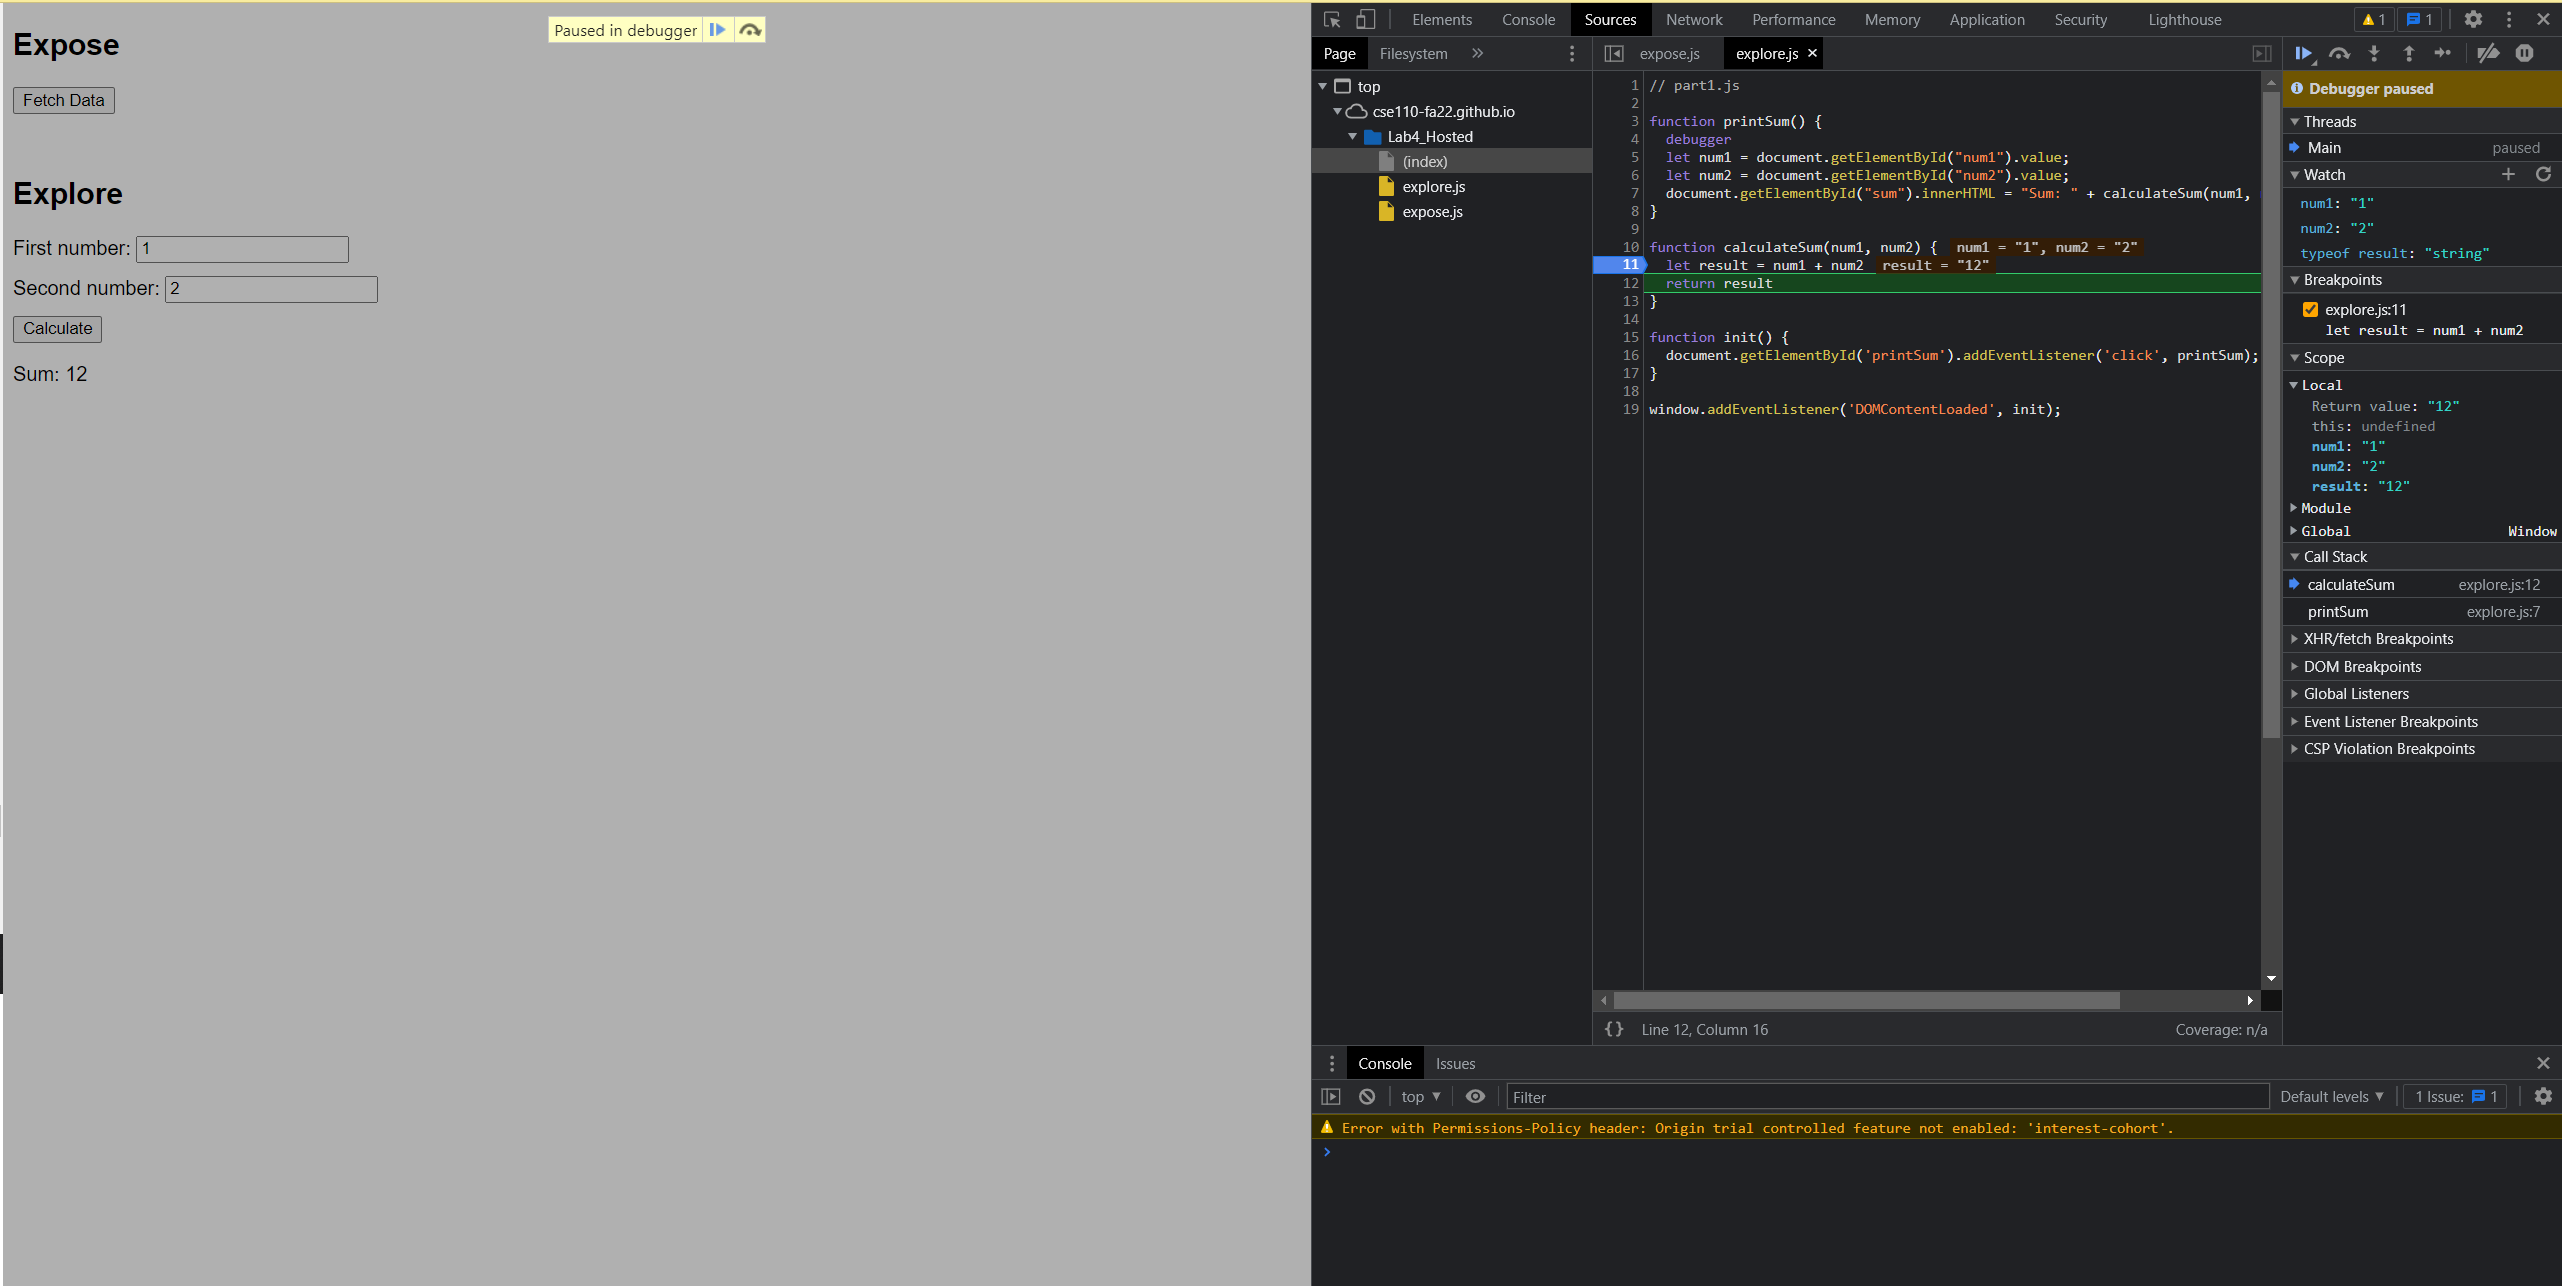 Paused in debugger
Expose
Fetch Data
Explore
First number: 1
Second number: 2
Calculate
Sum: 12
Elements Console Sources Network Performance Memory Application Security Lighthouse 1 1
Page Filesystem
top
cse110-fa22.github.io
Lab4_Hosted
(index)
explore.js
expose.js
expose.js explore.js
1 // part1.js
2
3 function printSum() {
4 debugger
5 let num1 = document.getElementById("num1").value;
6 let num2 = document.getElementById("num2").value;
7 document.getElementById("sum").innerHTML = "Sum: " + calculateSum(num1,
8 }
9
10 function calculateSum(num1, num2) { num1 = "1", num2 = "2"
11 let result = num1 + num2 result = "12"
12 return result
13 }
14
15 function init() {
16 document.getElementById('printSum').addEventListener('click', printSum);
17 }
18
19 window.addEventListener('DOMContentLoaded', init);
{} Line 12, Column 16 Coverage: n/a
Debugger paused
Threads
Main paused
Watch
num1: "1"
num2: "2"
typeof result: "string"
Breakpoints
explore.js:11
let result = num1 + num2
Scope
Local
Return value: "12"
this: undefined
num1: "1"
num2: "2"
result: "12"
Module
Global Window
Call Stack
calculateSum explore.js:12
printSum explore.js:7
XHR/fetch Breakpoints
DOM Breakpoints
Global Listeners
Event Listener Breakpoints
CSP Violation Breakpoints
Console Issues
top Filter Default levels 1 Issue: 1
Error with Permissions-Policy header: Origin trial controlled feature not enabled: 'interest-cohort'.